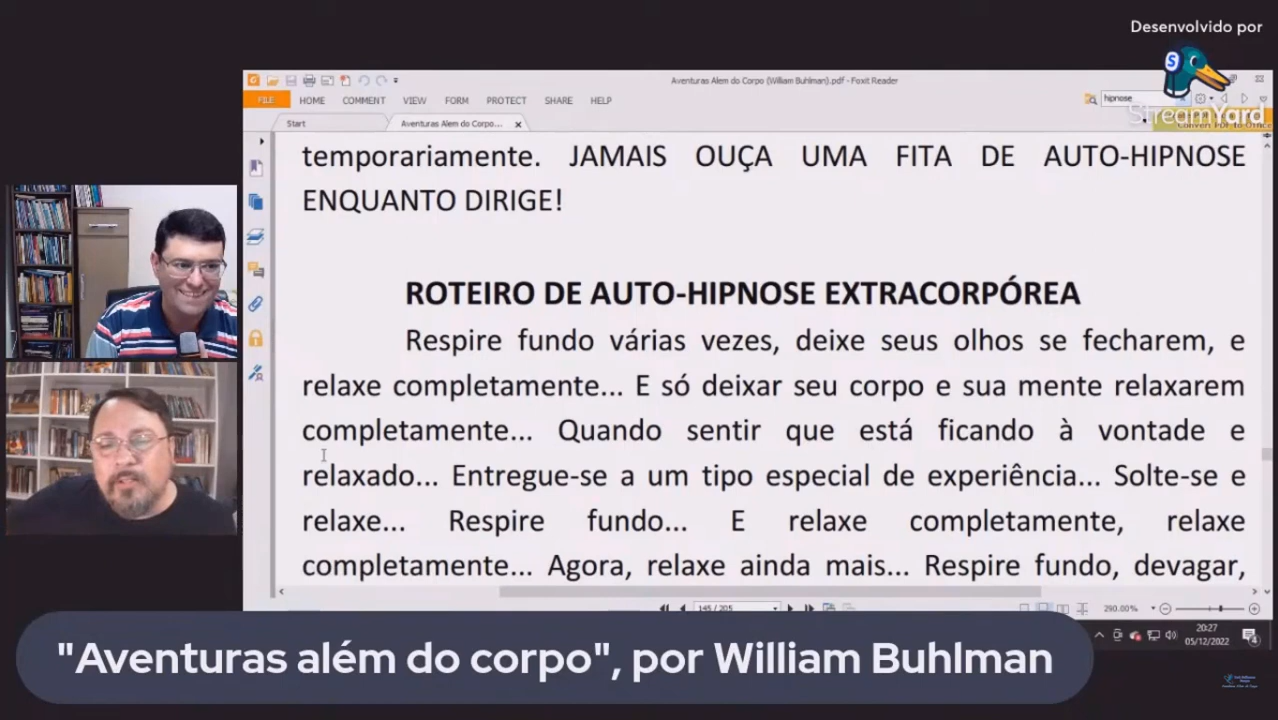 Desenvolvido por
StreamYard
Aventuras Alem do Corpo (William Buhlman).pdf - Foxit Reader
FILE HOME COMMENT VIEW FORM PROTECT SHARE HELP
hipnose
Start Aventuras Alem do Corpo...
Convert PDF to Office
temporariamente. JAMAIS OUÇA UMA FITA DE AUTO-HIPNOSE
ENQUANTO DIRIGE!
ROTEIRO DE AUTO-HIPNOSE EXTRACORPÓREA
Respire fundo várias vezes, deixe seus olhos se fecharem, e
relaxe completamente... E só deixar seu corpo e sua mente relaxarem
completamente... Quando sentir que está ficando à vontade e
relaxado... Entregue-se a um tipo especial de experiência... Solte-se e
relaxe... Respire fundo... E relaxe completamente, relaxe
completamente... Agora, relaxe ainda mais... Respire fundo, devagar,
145 / 205
290.00%
20:27
05/12/2022
"Aventuras além do corpo", por William Buhlman